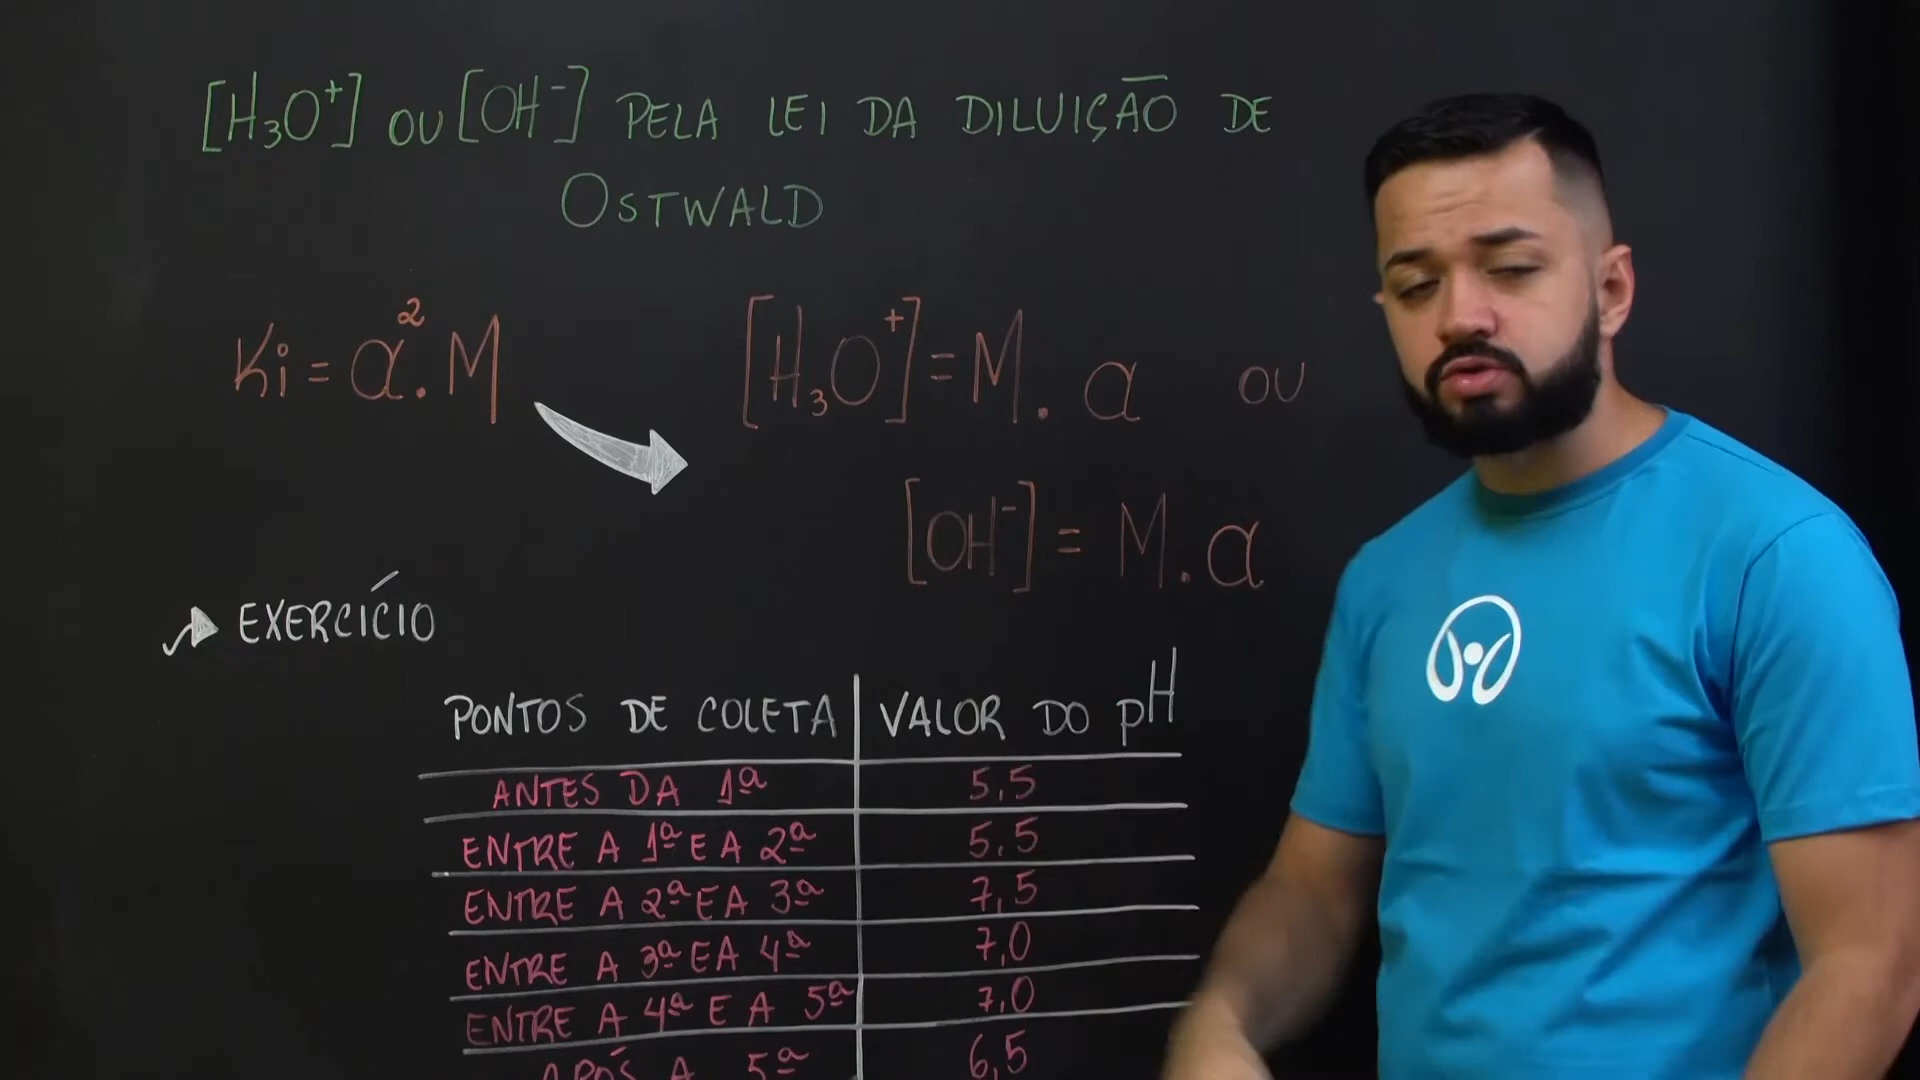 [H₃O⁺] OU [OH⁻] PELA LEI DA DILUIÇÃO DE
OSTWALD
Ki = α². M
[H₃O⁺] = M . α OU
[OH⁻] = M . α
EXERCÍCIO
PONTOS DE COLETA | VALOR DO pH
ANTES DA 1ª | 5,5
ENTRE A 1ª E A 2ª | 5,5
ENTRE A 2ª E A 3ª | 7,5
ENTRE A 3ª E A 4ª | 7,0
ENTRE A 4ª E A 5ª | 7,0
APÓS A 5ª | 6,5